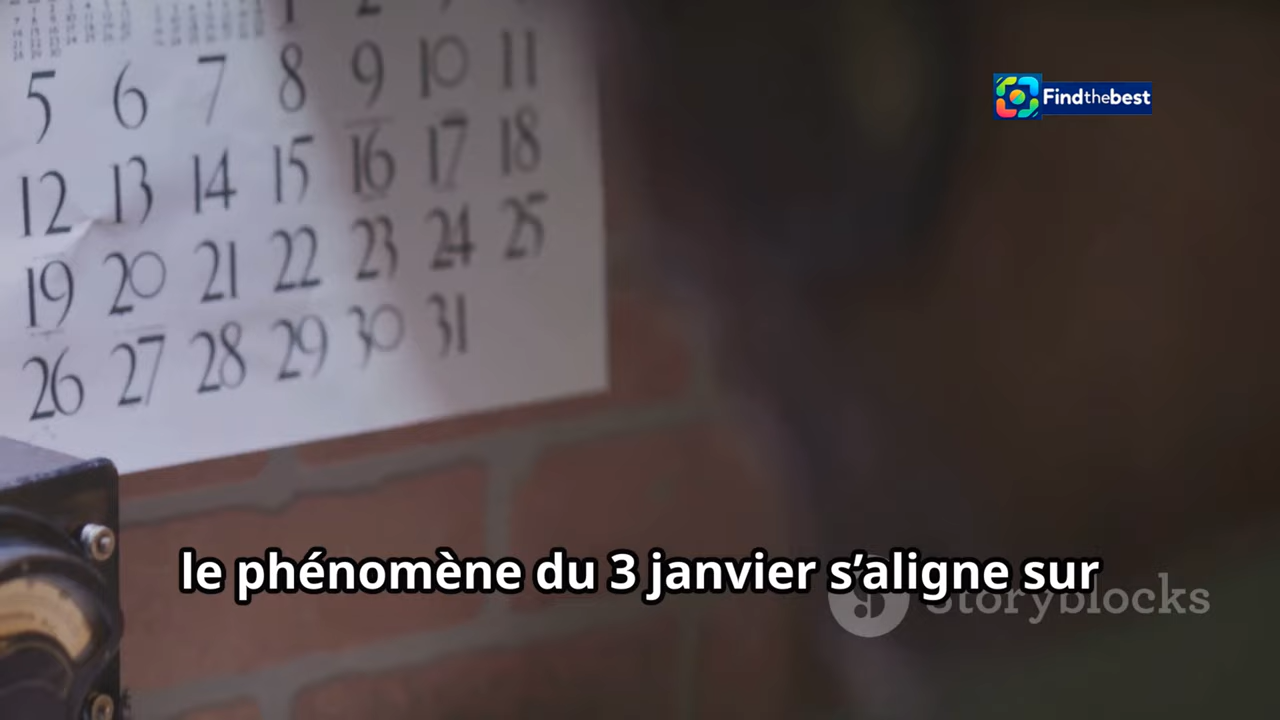 5 6 7 8 9 10 11
12 13 14 15 16 17 18
19 20 21 22 23 24 25
26 27 28 29 30 31
Findthebest
le phénomène du 3 janvier s’aligne sur
Storyblocks